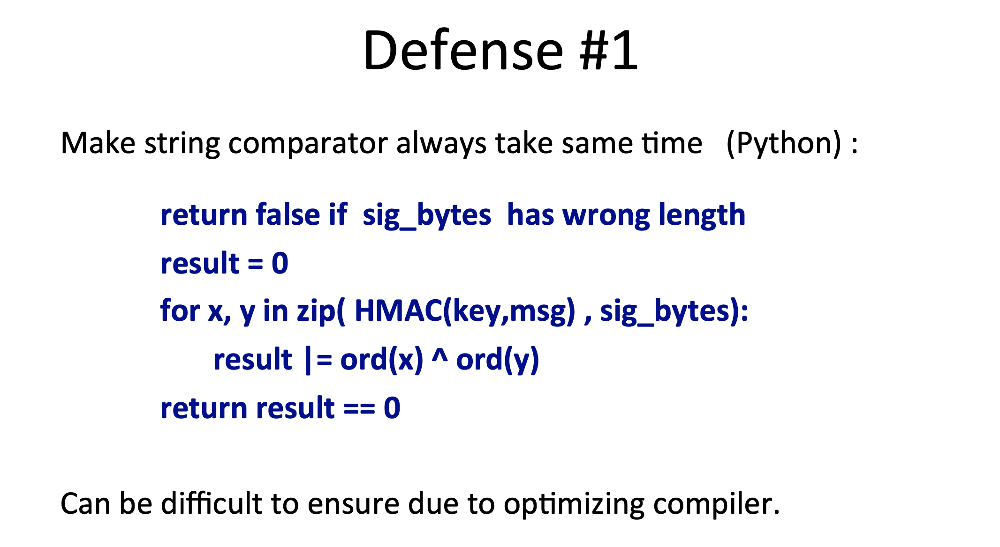 Defense #1
Make string comparator always take same time (Python) :
return false if sig_bytes has wrong length
result = 0
for x, y in zip( HMAC(key,msg) , sig_bytes):
result |= ord(x) ^ ord(y)
return result == 0
Can be difficult to ensure due to optimizing compiler.